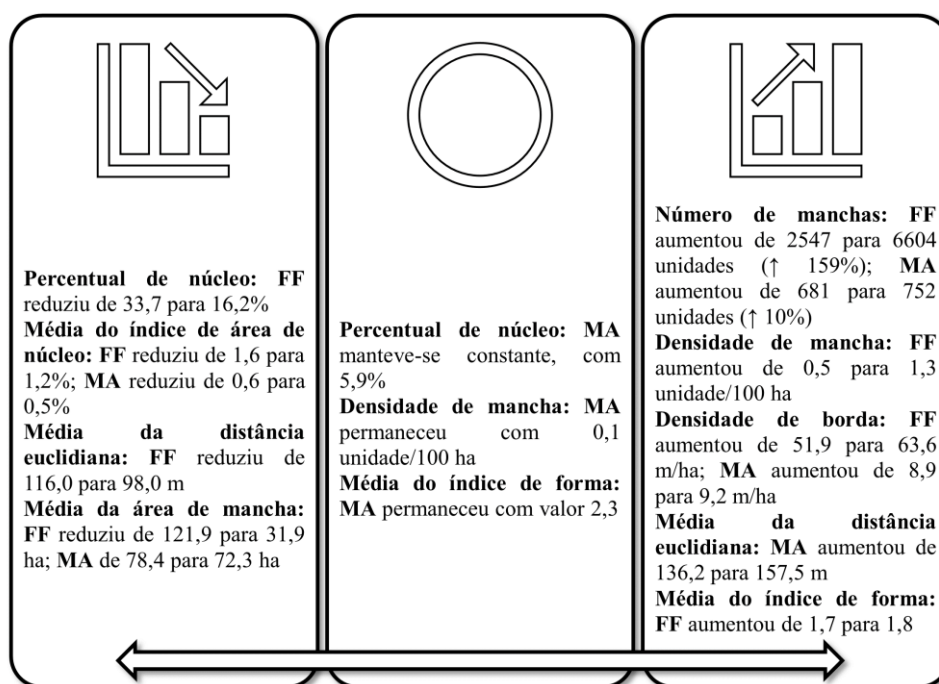 Percentual de núcleo: FF
reduziu de 33,7 para 16,2%
Média do índice de área de
núcleo: FF reduziu de 1,6 para
1,2%; MA reduziu de 0,6 para
0,5%
Média da distância
euclidiana: FF reduziu de
116,0 para 98,0 m
Média da área de mancha:
FF reduziu de 121,9 para 31,9
ha; MA de 78,4 para 72,3 ha
Percentual de núcleo: MA
manteve-se constante, com
5,9%
Densidade de mancha: MA
permaneceu com 0,1
unidade/100 ha
Média do índice de forma:
MA permaneceu com valor 2,3
Número de manchas: FF
aumentou de 2547 para 6604
unidades (↑ 159%); MA
aumentou de 681 para 752
unidades (↑ 10%)
Densidade de mancha: FF
aumentou de 0,5 para 1,3
unidade/100 ha
Densidade de borda: FF
aumentou de 51,9 para 63,6
m/ha; MA aumentou de 8,9
para 9,2 m/ha
Média da distância
euclidiana: MA aumentou de
136,2 para 157,5 m
Média do índice de forma:
FF aumentou de 1,7 para 1,8